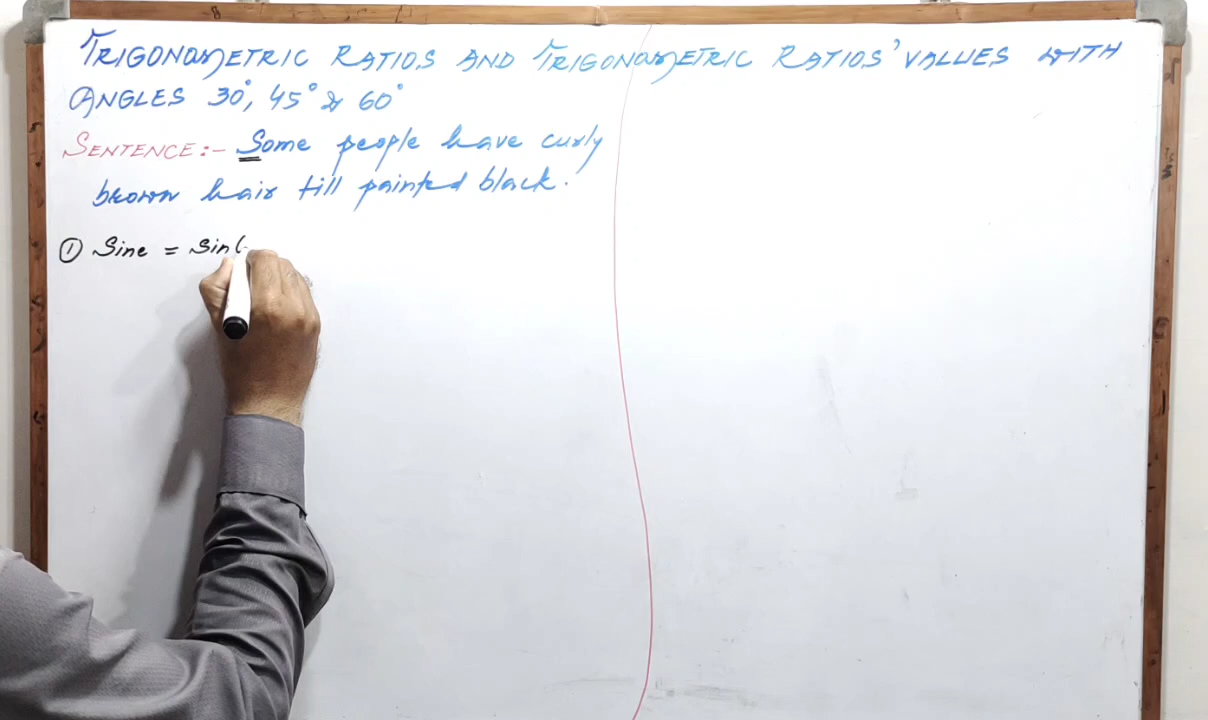 TRIGONOMETRIC RATIOS AND TRIGONOMETRIC RATIOS' VALUES WITH
ANGLES 30°, 45° & 60°
SENTENCE:- Some people have curly
brown hair till painted black.
① Sine = Sin(